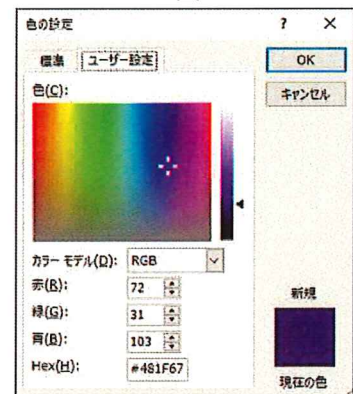 色の設定 ? ×
標準 ユーザー設定 OK
色(C): キャンセル
カラー モデル(D): RGB
赤(R): 72
緑(G): 31
青(B): 103
Hex(H): #481F67
新規
現在の色